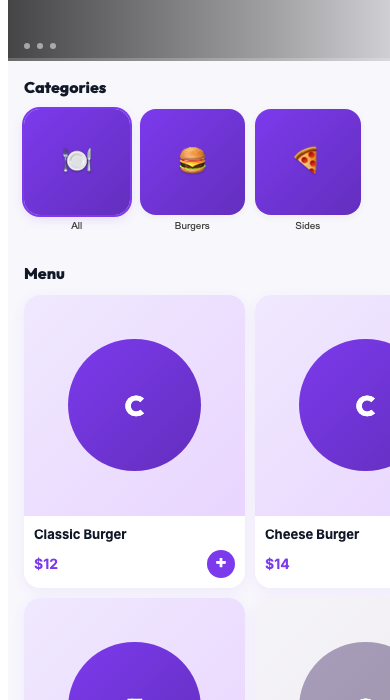 Categories
All
Burgers
Sides
Menu
C
C
Classic Burger
Cheese Burger
$12
+
$14